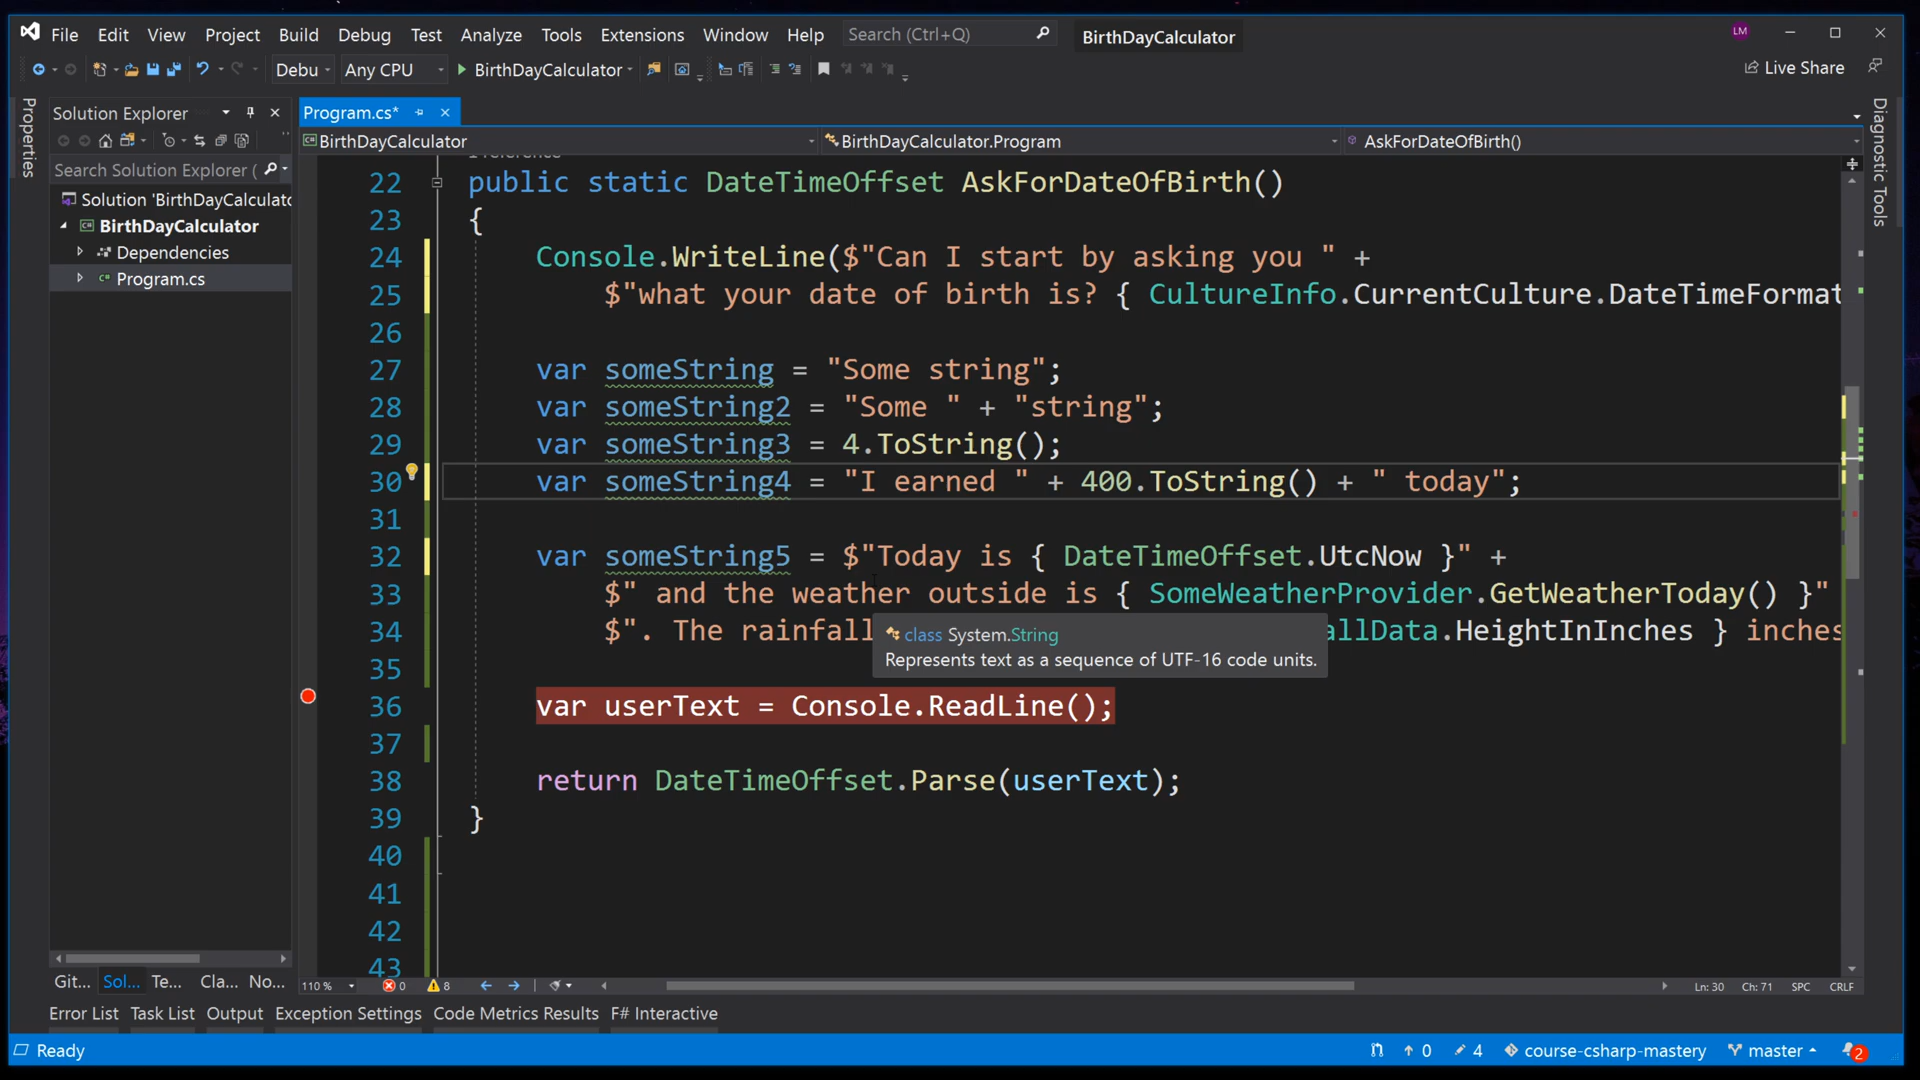 File Edit View Project Build Debug Test Analyze Tools Extensions Window Help Search (Ctrl+Q) BirthDayCalculator LM
Debu Any CPU BirthDayCalculator Live Share
Properties
Solution Explorer
Search Solution Explorer (
Solution 'BirthDayCalculato
BirthDayCalculator
Dependencies
Program.cs
Program.cs*
BirthDayCalculator BirthDayCalculator.Program AskForDateOfBirth()
22 public static DateTimeOffset AskForDateOfBirth()
23 {
24 Console.WriteLine($"Can I start by asking you " +
25 $"what your date of birth is? { CultureInfo.CurrentCulture.DateTimeFormat
26
27 var someString = "Some string";
28 var someString2 = "Some " + "string";
29 var someString3 = 4.ToString();
30 var someString4 = "I earned " + 400.ToString() + " today";
31
32 var someString5 = $"Today is { DateTimeOffset.UtcNow }" +
33 $" and the weather outside is { SomeWeatherProvider.GetWeatherToday() }"
34 $". The rainfall allData.HeightInInches } inches
class System.String
Represents text as a sequence of UTF-16 code units.
35
36 var userText = Console.ReadLine();
37
38 return DateTimeOffset.Parse(userText);
39 }
40
41
42
43
Diagnostic Tools
Git... Sol... Te... Cla... No...
110 % 0 8 Ln: 30 Ch: 71 SPC CRLF
Error List Task List Output Exception Settings Code Metrics Results F# Interactive
Ready 0 4 course-csharp-mastery master 2